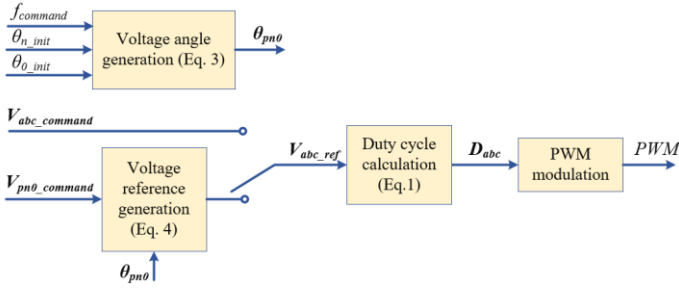 f_command
θ_n_init
θ_0_init
Voltage angle
generation (Eq. 3)
θ_pn0
V_abc_command
V_pn0_command
Voltage
reference
generation
(Eq. 4)
θ_pn0
V_abc_ref
Duty cycle
calculation
(Eq.1)
D_abc
PWM
modulation
PWM